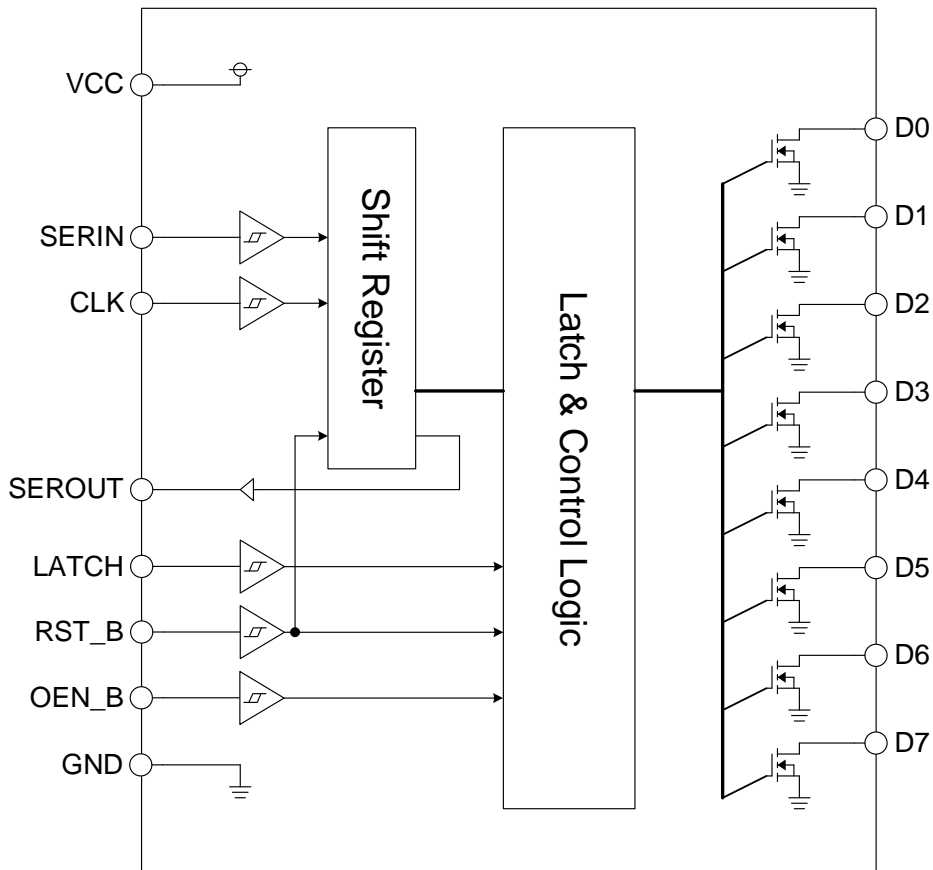 VCC
SERIN
CLK
SEROUT
LATCH
RST_B
OEN_B
GND
Shift Register
Latch & Control Logic
D0
D1
D2
D3
D4
D5
D6
D7